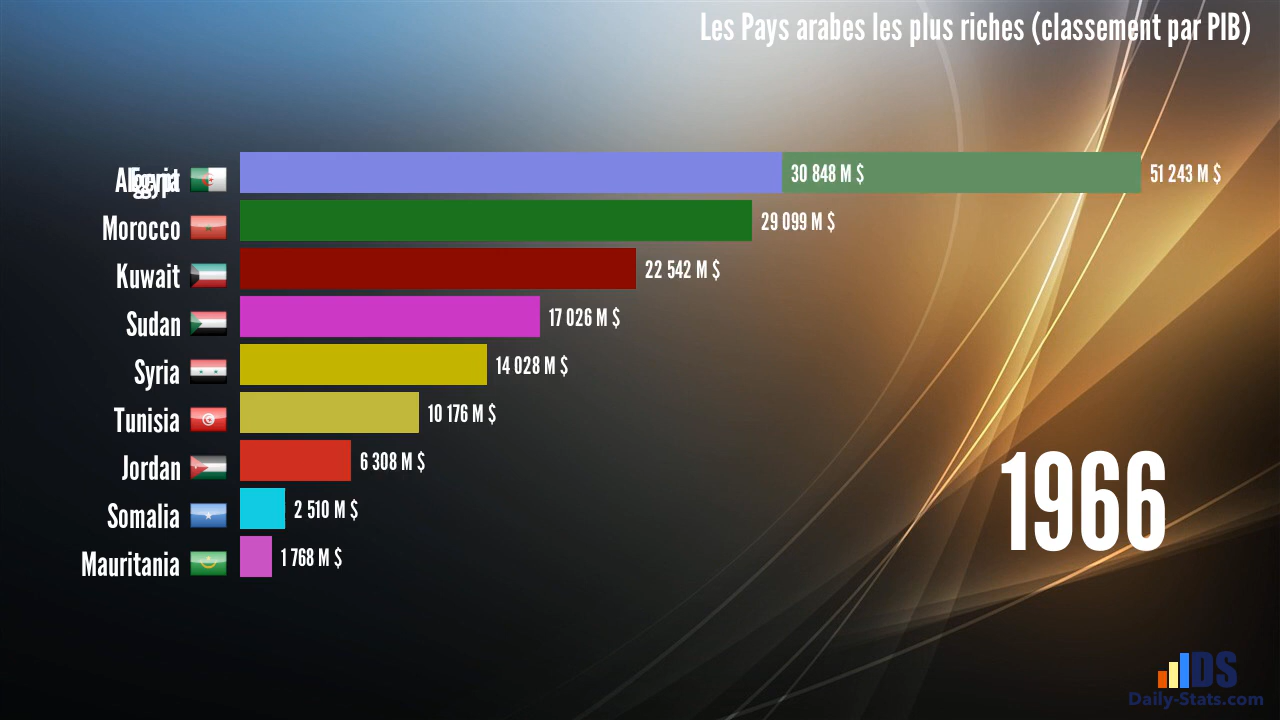 Les Pays arabes les plus riches (classement par PIB)
30 848 M $ 51 243 M $
Morocco 29 099 M $
Kuwait 22 542 M $
Sudan 17 026 M $
Syria 14 028 M $
Tunisia 10 176 M $
Jordan 6 308 M $
Somalia 2 510 M $
Mauritania 1 768 M $
1966
DS
Daily-Stats.com